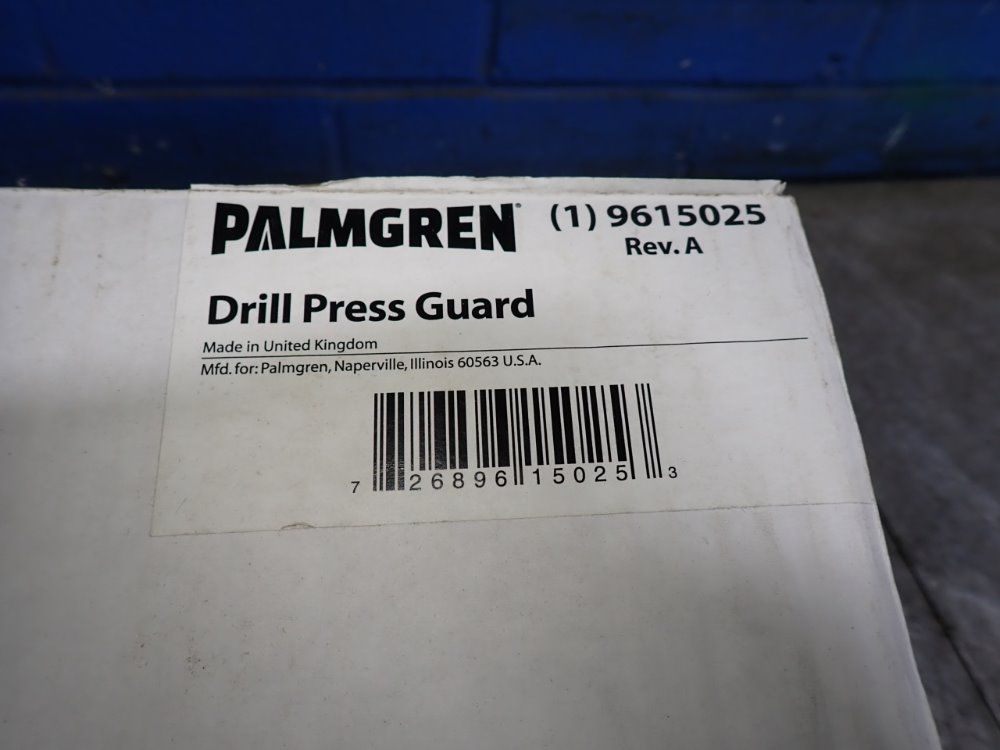 PALMGREN® (1) 9615025
Rev. A
Drill Press Guard
Made in United Kingdom
Mfd. for: Palmgren, Naperville, Illinois 60563 U.S.A.
7 26896 15025 3